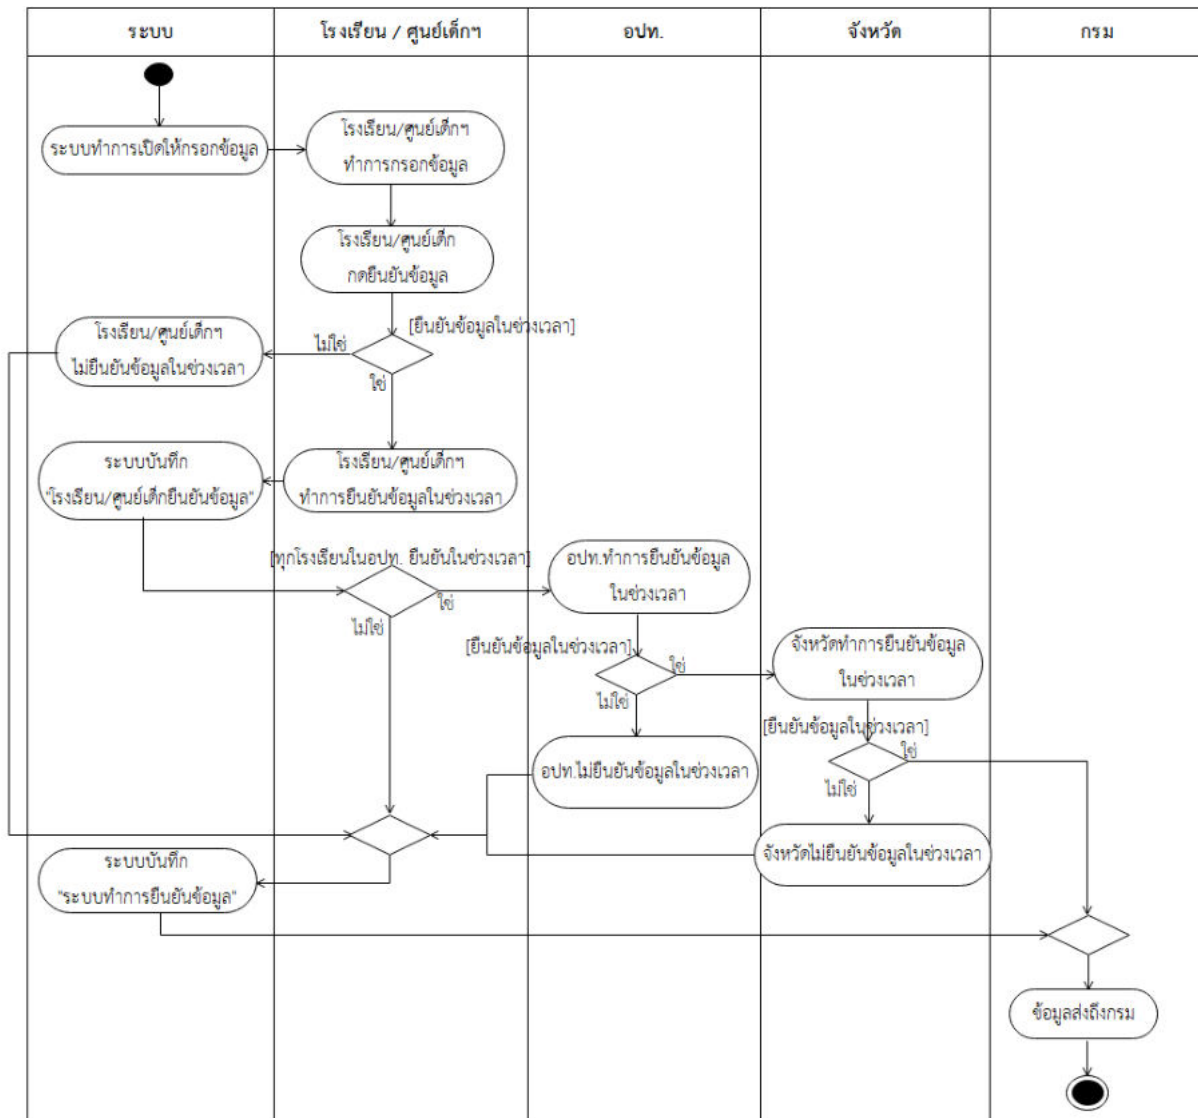 ระบบ
โรงเรียน / ศูนย์เด็กฯ
อปท.
จังหวัด
กรม
ระบบทำการเปิดให้กรอกข้อมูล
โรงเรียน/ศูนย์เด็กฯ
ทำการกรอกข้อมูล
โรงเรียน/ศูนย์เด็ก
กดยืนยันข้อมูล
[ยืนยันข้อมูลในช่วงเวลา]
ไม่ใช่
ใช่
โรงเรียน/ศูนย์เด็กฯ
ไม่ยืนยันข้อมูลในช่วงเวลา
โรงเรียน/ศูนย์เด็กฯ
ทำการยืนยันข้อมูลในช่วงเวลา
ระบบบันทึก
"โรงเรียน/ศูนย์เด็กยืนยันข้อมูล"
[ทุกโรงเรียนในอปท. ยืนยันในช่วงเวลา]
ใช่
ไม่ใช่
อปท.ทำการยืนยันข้อมูล
ในช่วงเวลา
[ยืนยันข้อมูลในช่วงเวลา]
ใช่
ไม่ใช่
จังหวัดทำการยืนยันข้อมูล
ในช่วงเวลา
[ยืนยันข้อมูลในช่วงเวลา]
ใช่
ไม่ใช่
อปท.ไม่ยืนยันข้อมูลในช่วงเวลา
จังหวัดไม่ยืนยันข้อมูลในช่วงเวลา
ระบบบันทึก
"ระบบทำการยืนยันข้อมูล"
ข้อมูลส่งถึงกรม